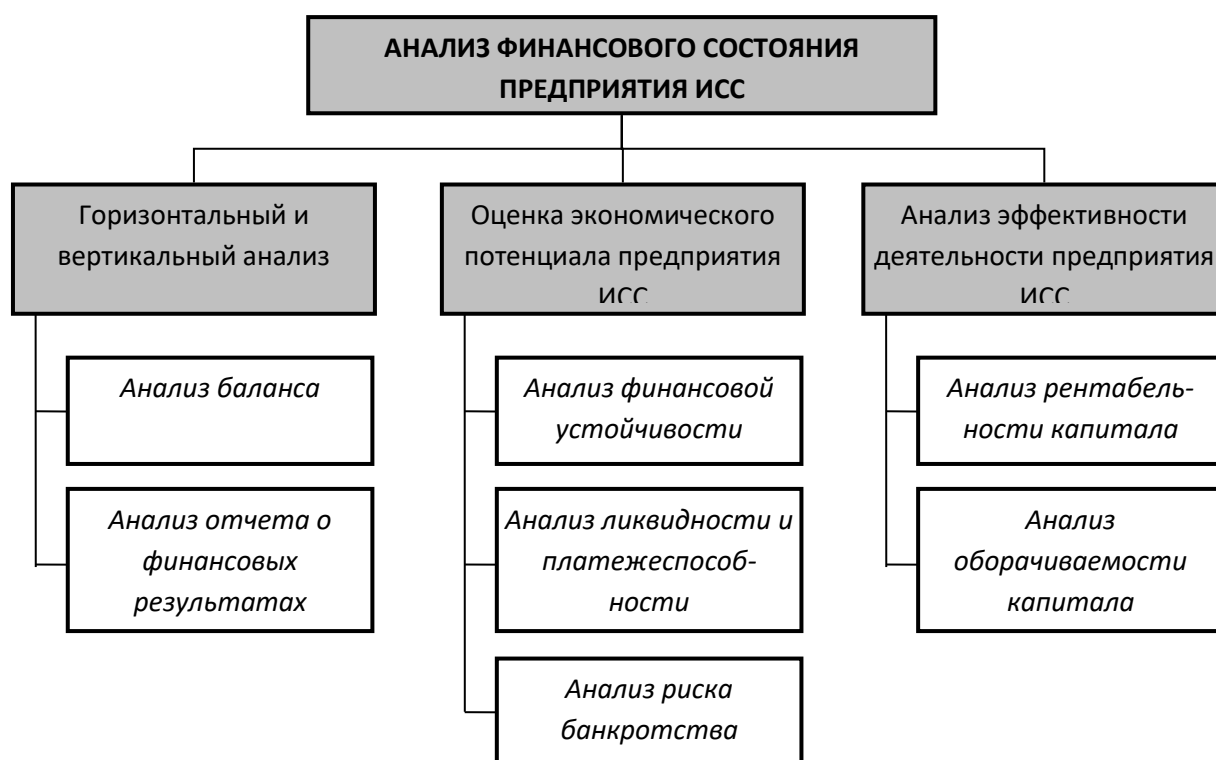 АНАЛИЗ ФИНАНСОВОГО СОСТОЯНИЯ
ПРЕДПРИЯТИЯ ИСС
Горизонтальный и
вертикальный анализ
Оценка экономического
потенциала предприятия
ИСС
Анализ эффективности
деятельности предприятия
ИСС
Анализ баланса
Анализ отчета о
финансовых
результатах
Анализ финансовой
устойчивости
Анализ ликвидности и
платежеспособ-
ности
Анализ риска
банкротства
Анализ рентабель-
ности капитала
Анализ
оборачиваемости
капитала